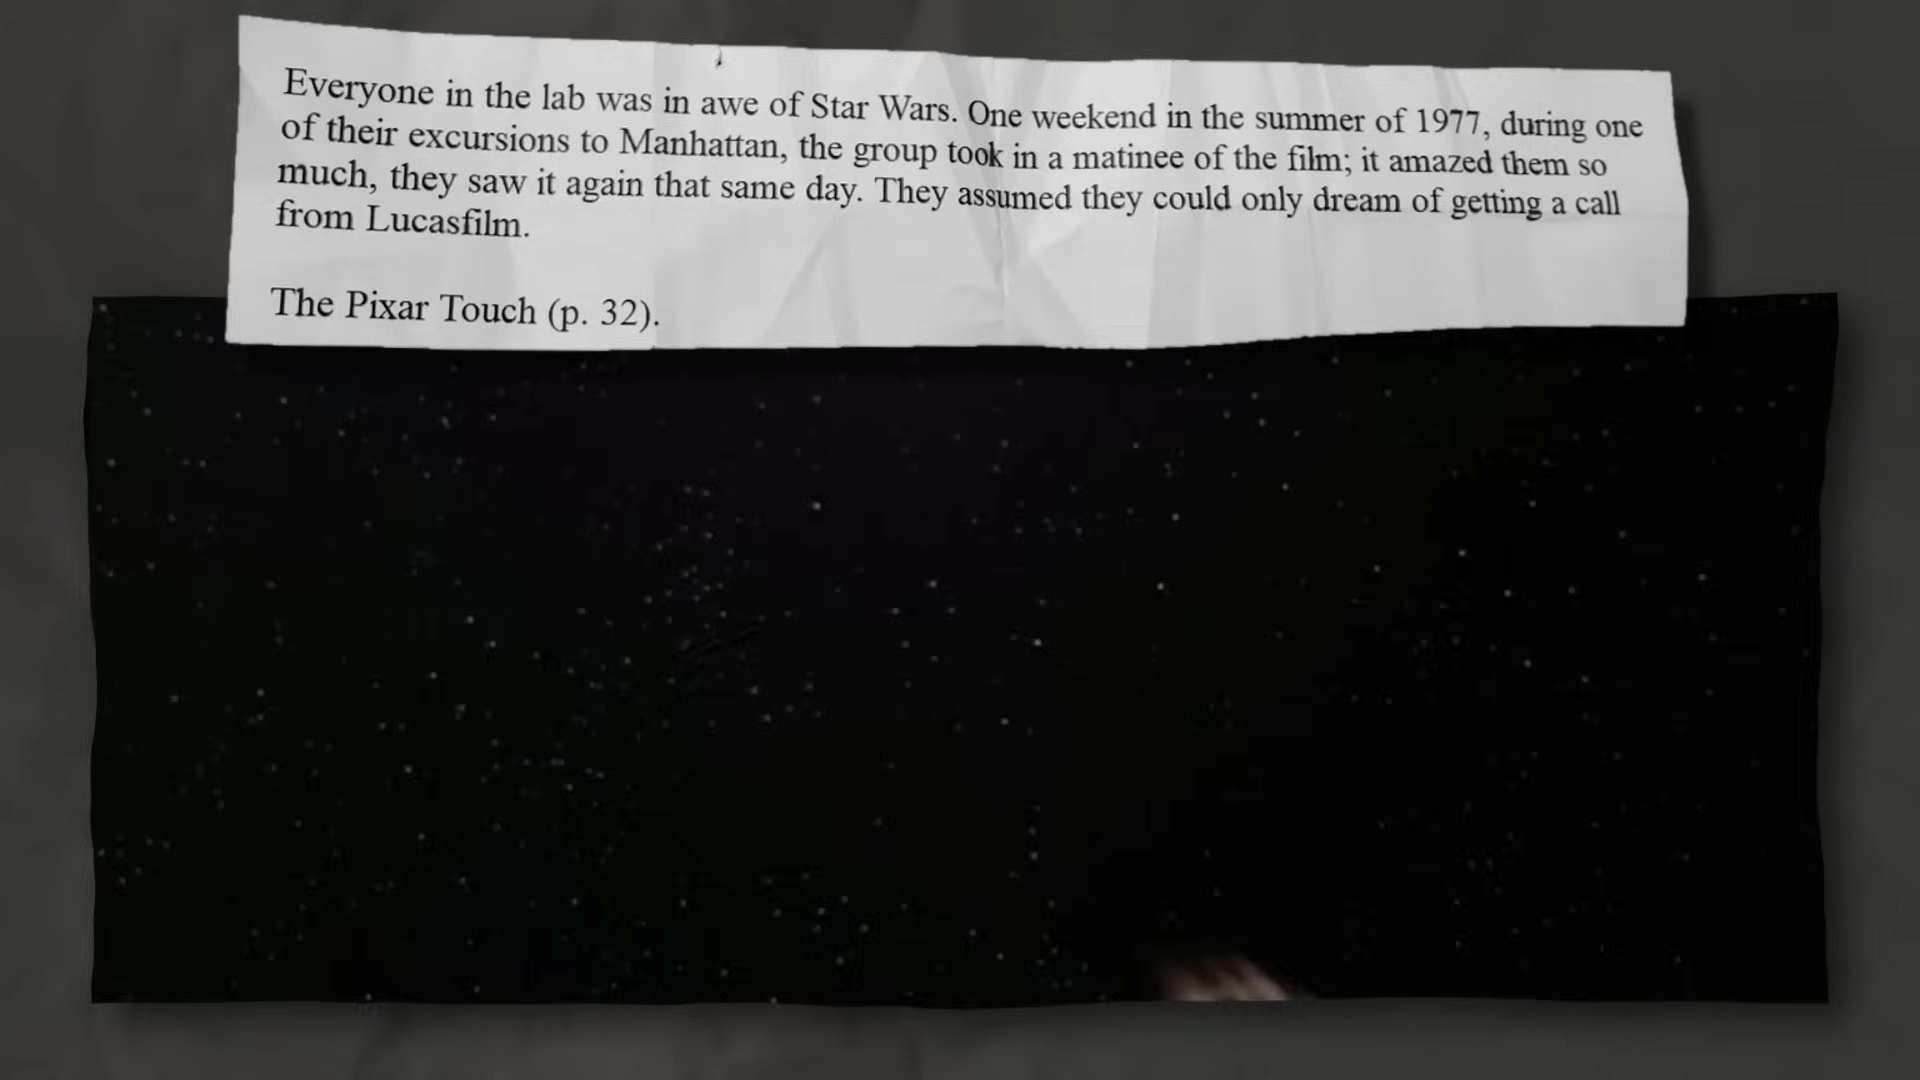 Everyone in the lab was in awe of Star Wars. One weekend in the summer of 1977, during one
of their excursions to Manhattan, the group took in a matinee of the film; it amazed them so
much, they saw it again that same day. They assumed they could only dream of getting a call
from Lucasfilm.
The Pixar Touch (p. 32).